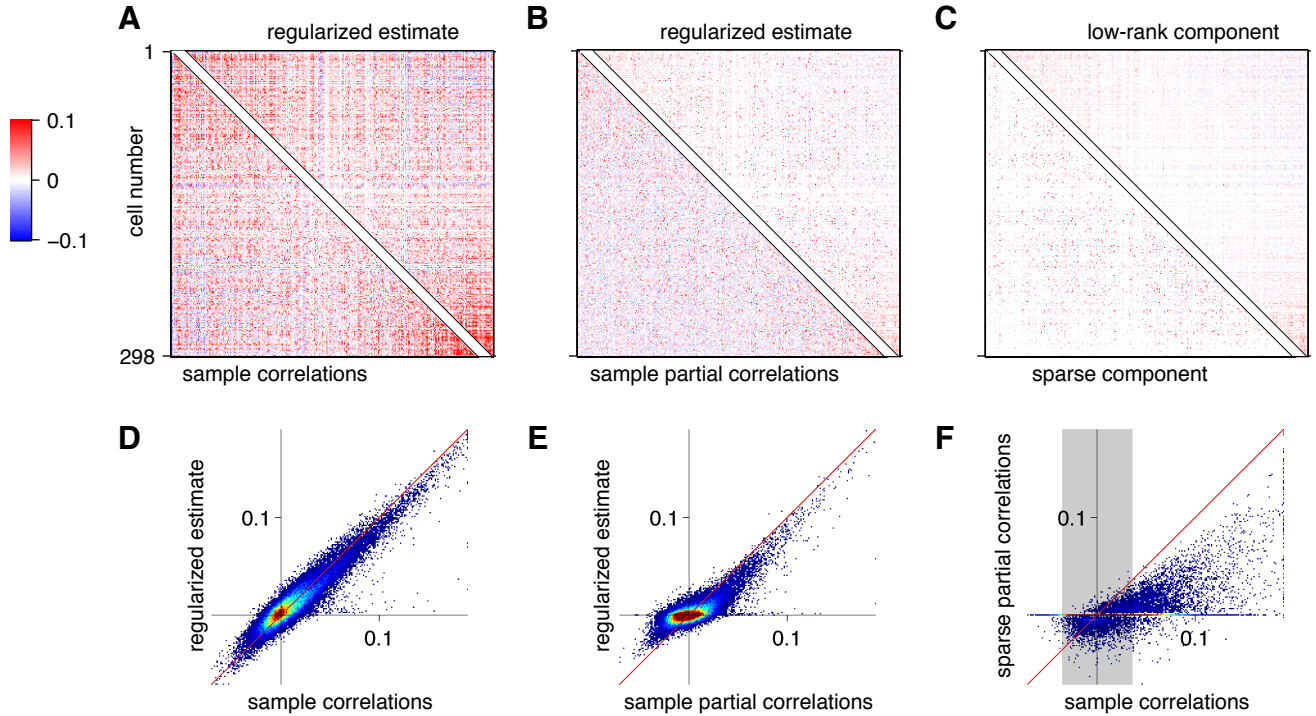 A
regularized estimate
B
regularized estimate
C
low-rank component
1
0.1
0
−0.1
cell number
298
sample correlations
sample partial correlations
sparse component
D
E
F
regularized estimate
0.1
0.1
sample correlations
regularized estimate
0.1
0.1
sample partial correlations
sparse partial correlations
0.1
0.1
sample correlations